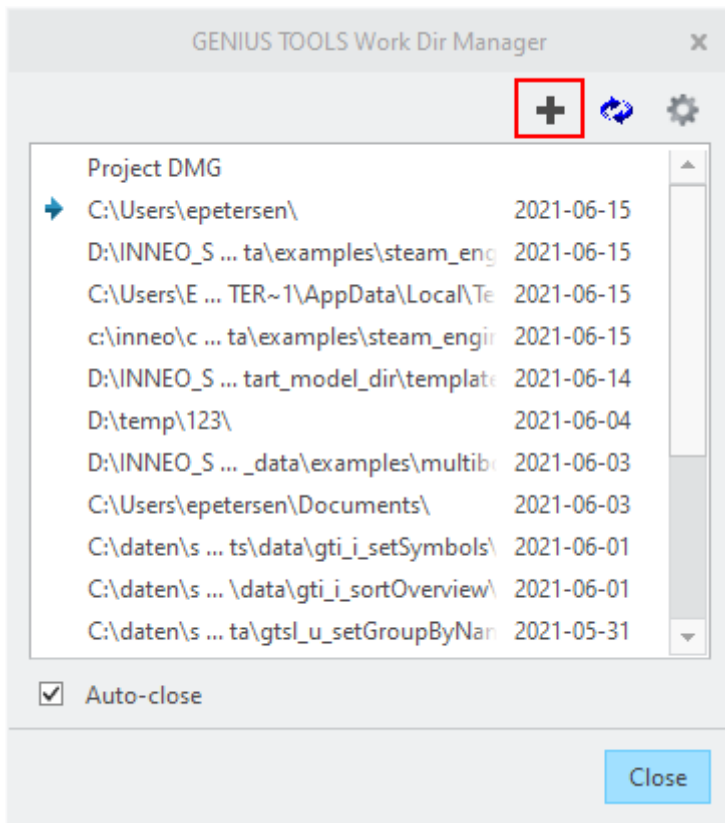 GENIUS TOOLS Work Dir Manager
Project DMG
C:\Users\epetersen\ 2021-06-15
D:\INNEO_S ... ta\examples\steam_eng 2021-06-15
C:\Users\E ... TER~1\AppData\Local\Te 2021-06-15
c:\inneo\c ... ta\examples\steam_engin 2021-06-15
D:\INNEO_S ... tart_model_dir\template 2021-06-14
D:\temp\123\ 2021-06-04
D:\INNEO_S ... _data\examples\multibo 2021-06-03
C:\Users\epetersen\Documents\ 2021-06-03
C:\daten\s ... ts\data\gti_i_setSymbols\ 2021-06-01
C:\daten\s ... \data\gti_i_sortOverview\ 2021-06-01
C:\daten\s ... ta\gtsl_u_setGroupByNan 2021-05-31
Auto-close
Close